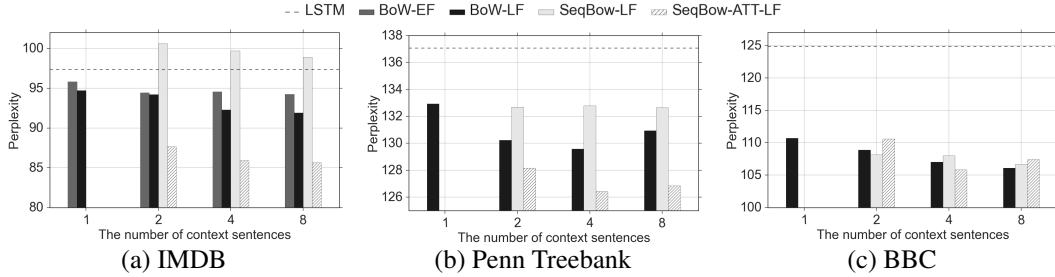 LSTM BoW-EF BoW-LF SeqBow-LF SeqBow-ATT-LF
100
95
90
85
80
Perplexity
1 2 4 8
The number of context sentences
(a) IMDB
138
136
134
132
130
128
126
Perplexity
1 2 4 8
The number of context sentences
(b) Penn Treebank
125
120
115
110
105
100
Perplexity
1 2 4 8
The number of context sentences
(c) BBC